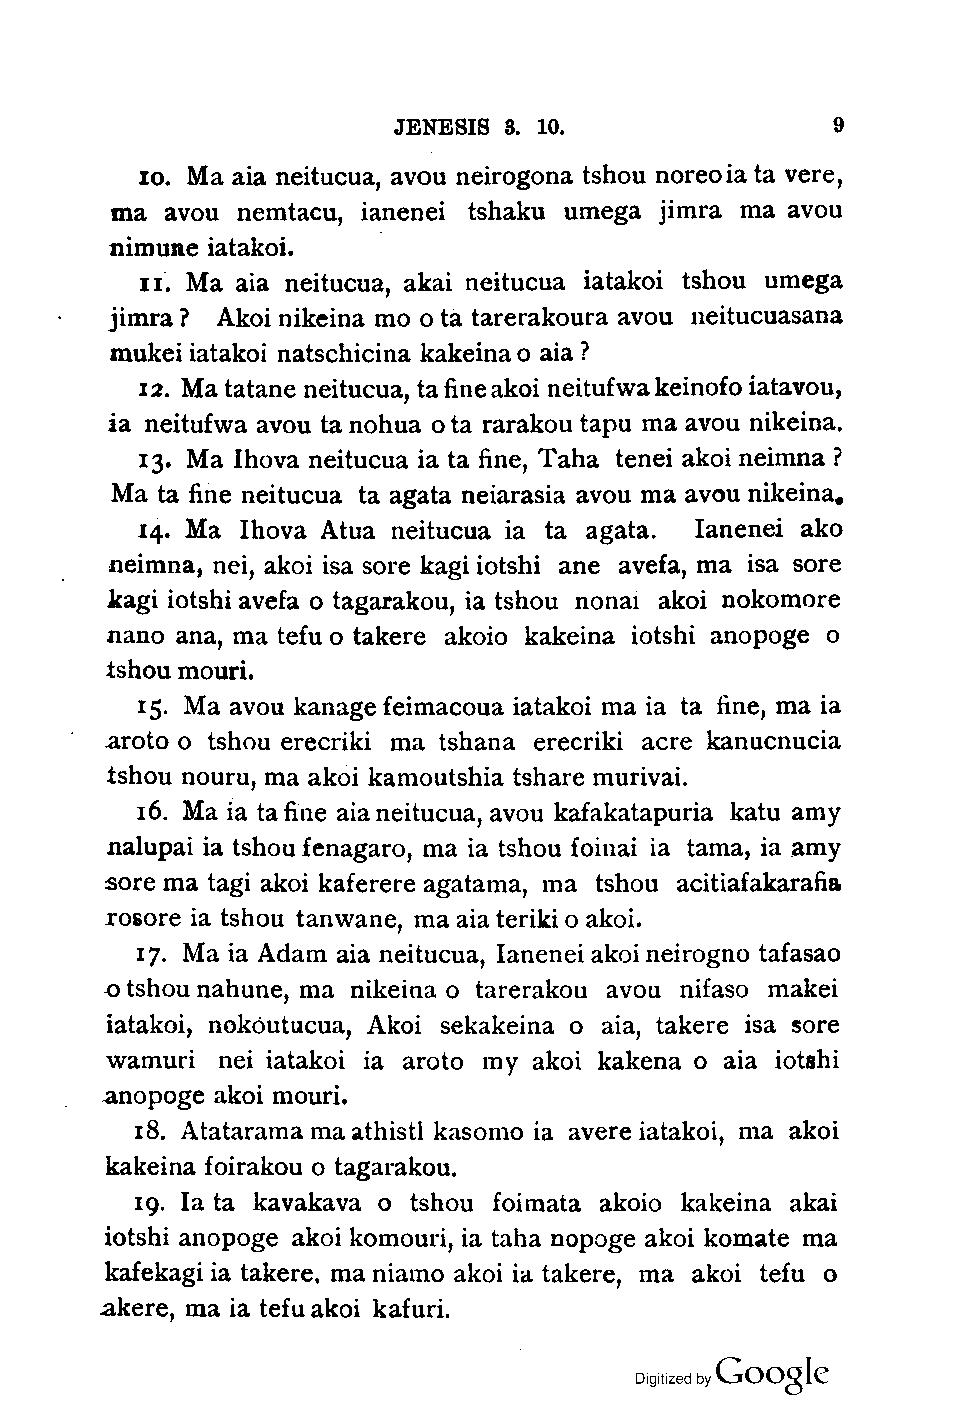 JENESIS 3. 10. 9
10. Ma aia neitucua, avou neirogona tshou noreo ia ta vere,
ma avou nemtacu, ianenei tshaku umega jimra ma avou
nimune iatakoi.
11. Ma aia neitucua, akai neitucua iatakoi tshou umega
jimra? Akoi nikeina mo o ta tarerakoura avou neitucuasana
mukei iatakoi natschicina kakeina o aia?
12. Ma tatane neitucua, ta fine akoi neitufwa keinofo iatavou,
ia neitufwa avou ta nohua o ta rarakou tapu ma avou nikeina.
13. Ma Ihova neitucua ia ta fine, Taha tenei akoi neimna?
Ma ta fine neitucua ta agata neiarasia avou ma avou nikeina.
14. Ma Ihova Atua neitucua ia ta agata. Ianenei ako
neimna, nei, akoi isa sore kagi iotshi ane avefa, ma isa sore
kagi iotshi avefa o tagarakou, ia tshou nonai akoi nokomore
nano ana, ma tefu o takere akoio kakeina iotshi anopoge o
tshou mouri.
15. Ma avou kanage feimacoua iatakoi ma ia ta fine, ma ia
aroto o tshou erecriki ma tshana erecriki acre kanucnucia
tshou nouru, ma akoi kamoutshia tshare murivai.
16. Ma ia ta fine aia neitucua, avou kafakatapuria katu amy
nalupai ia tshou fenagaro, ma ia tshou foinai ia tama, ia amy
sore ma tagi akoi kaferere agatama, ma tshou acitiafakarafia
rosore ia tshou tanwane, ma aia teriki o akoi.
17. Ma ia Adam aia neitucua, Ianenei akoi neirogno tafasao
o tshou nahune, ma nikeina o tarerakou avou nifaso makei
iatakoi, nokoutucua, Akoi sekakeina o aia, takere isa sore
wamuri nei iatakoi ia aroto my akoi kakena o aia iotshi
anopoge akoi mouri.
18. Atatarama ma athistl kasomo ia avere iatakoi, ma akoi
kakeina foirakou o tagarakou.
19. Ia ta kavakava o tshou foimata akoio kakeina akai
iotshi anopoge akoi komouri, ia taha nopoge akoi komate ma
kafekagi ia takere, ma niamo akoi ia takere, ma akoi tefu o
akere, ma ia tefu akoi kafuri.
Digitized by Google